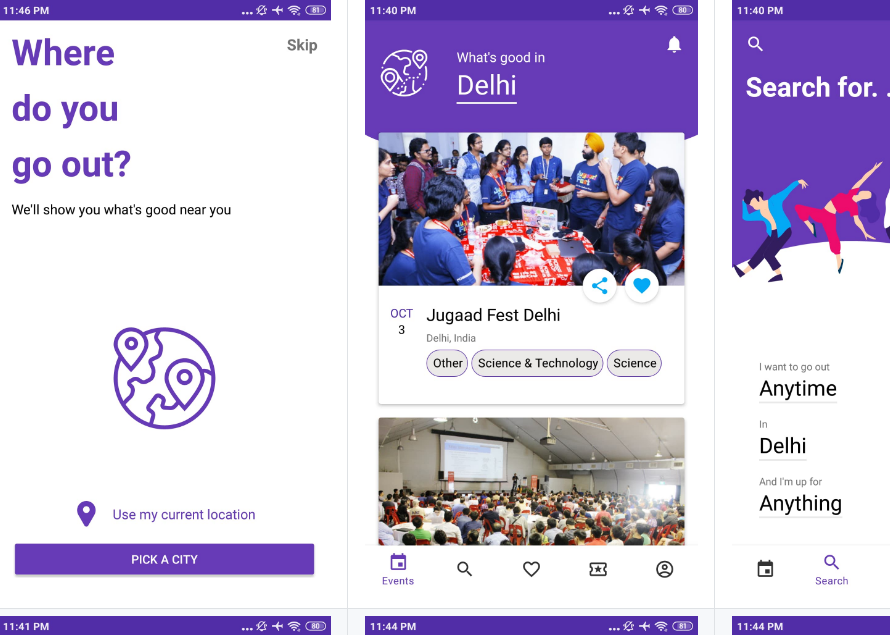 11:46 PM
81
Where
do you
go out?
Skip
We'll show you what's good near you
Use my current location
PICK A CITY
11:40 PM
80
What's good in
Delhi
OCT
3
Jugaad Fest Delhi
Delhi, India
Other
Science & Technology
Science
Events
11:40 PM
Search for. .
I want to go out
Anytime
In
Delhi
And I'm up for
Anything
Search
11:41 PM
80
11:44 PM
81
11:44 PM